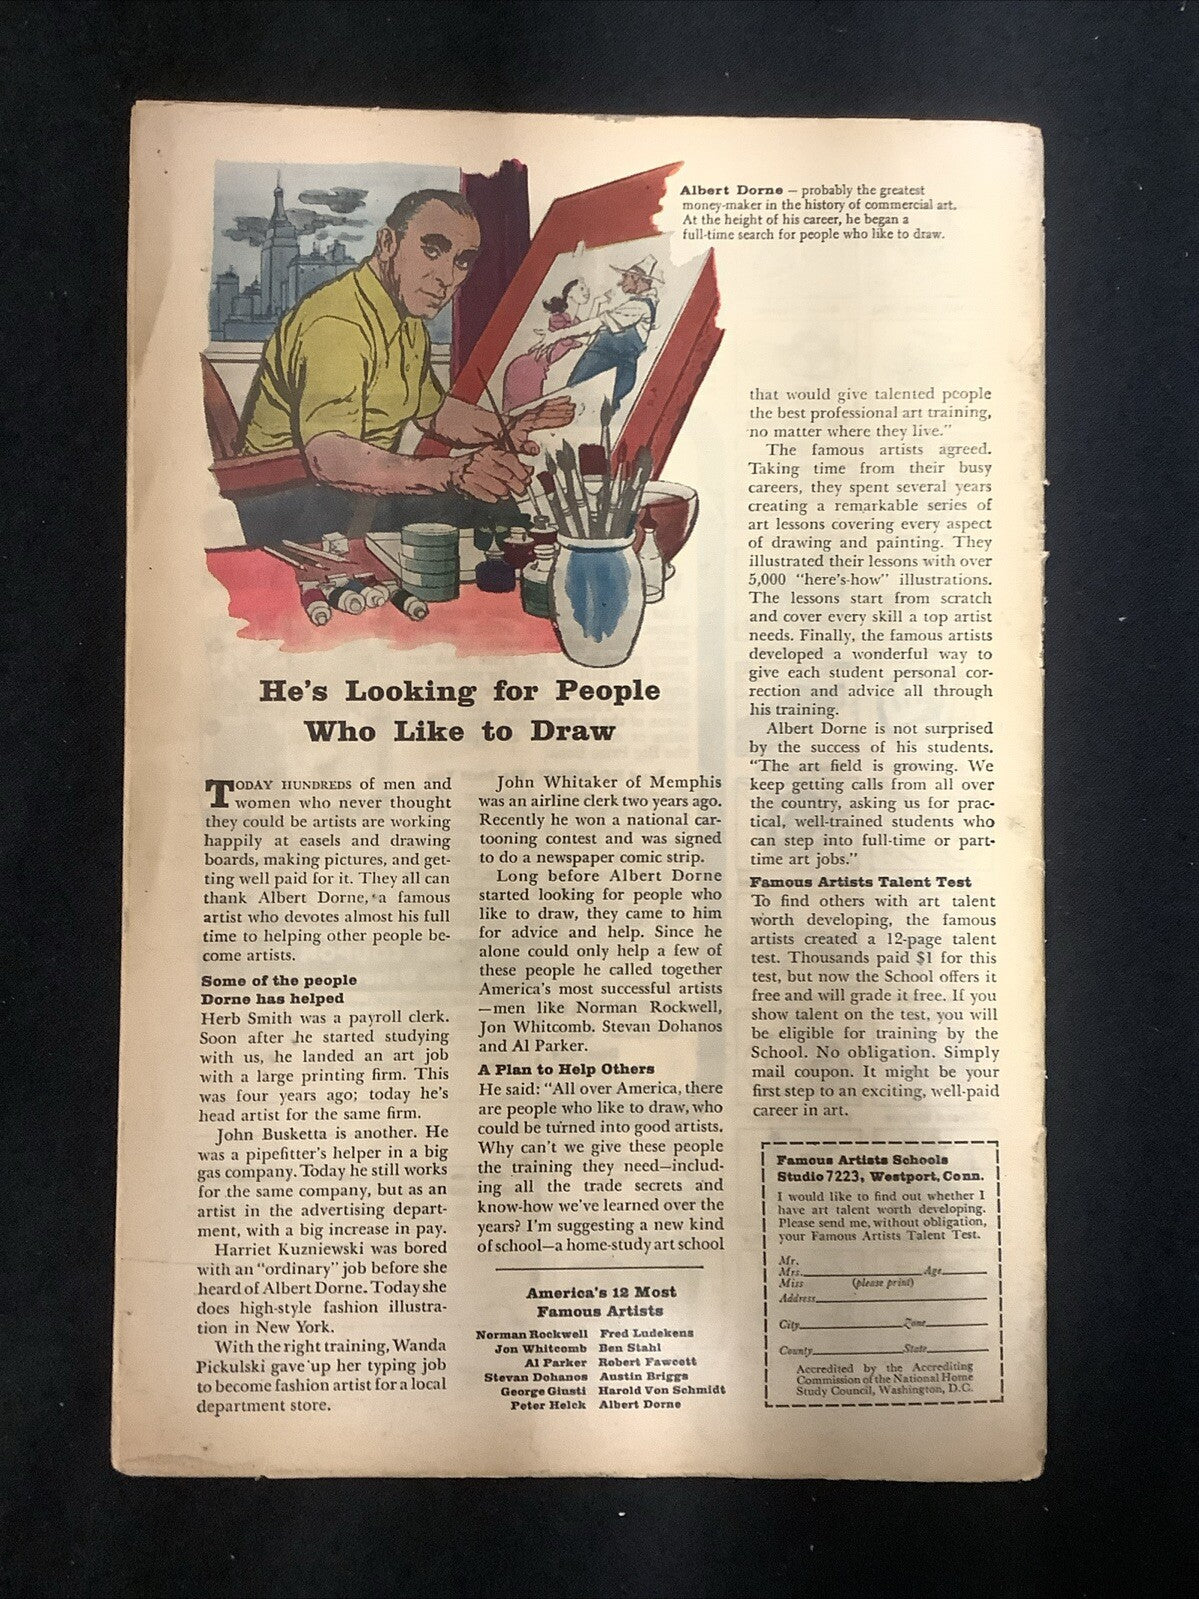 Albert Dorne – probably the greatest
money-maker in the history of commercial art.
At the height of his career, he began a
full-time search for people who like to draw.
He's Looking for People
Who Like to Draw
TODAY HUNDREDS of men and
women who never thought
they could be artists are working
happily at easels and drawing
boards, making pictures, and get-
ting well paid for it. They all can
thank Albert Dorne, a famous
artist who devotes almost his full
time to helping other people be-
come artists.
Some of the people
Dorne has helped
Herb Smith was a payroll clerk.
Soon after he started studying
with us, he landed an art job
with a large printing firm. This
was four years ago; today he's
head artist for the same firm.
John Busketta is another. He
was a pipefitter's helper in a big
gas company. Today he still works
for the same company, but as an
artist in the advertising depart-
ment, with a big increase in pay.
Harriet Kuzniewski was bored
with an "ordinary" job before she
heard of Albert Dorne. Today she
does high-style fashion illustra-
tion in New York.
With the right training, Wanda
Pickulski gave up her typing job
to become fashion artist for a local
department store.
John Whitaker of Memphis
was an airline clerk two years ago.
Recently he won a national car-
tooning contest and was signed
to do a newspaper comic strip.
Long before Albert Dorne
started looking for people who
like to draw, they came to him
for advice and help. Since he
alone could only help a few of
these people he called together
America's most successful artists
—men like Norman Rockwell,
Jon Whitcomb. Stevan Dohanos
and Al Parker.
A Plan to Help Others
He said: "All over America, there
are people who like to draw, who
could be turned into good artists.
Why can't we give these people
the training they need—includ-
ing all the trade secrets and
know-how we've learned over the
years? I'm suggesting a new kind
of school—a home-study art school
America's 12 Most
Famous Artists
Norman Rockwell Fred Ludekens
Jon Whitcomb Ben Stahl
Al Parker Robert Fawcett
Stevan Dohanos Austin Briggs
George Giusti Harold Von Schmidt
Peter Helck Albert Dorne
that would give talented people
the best professional art training,
no matter where they live."
The famous artists agreed.
Taking time from their busy
careers, they spent several years
creating a remarkable series of
art lessons covering every aspect
of drawing and painting. They
illustrated their lessons with over
5,000 "here's-how" illustrations.
The lessons start from scratch
and cover every skill a top artist
needs. Finally, the famous artists
developed a wonderful way to
give each student personal cor-
rection and advice all through
his training.
Albert Dorne is not surprised
by the success of his students.
"The art field is growing. We
keep getting calls from all over
the country, asking us for prac-
tical, well-trained students who
can step into full-time or part-
time art jobs."
Famous Artists Talent Test
To find others with art talent
worth developing, the famous
artists created a 12-page talent
test. Thousands paid $1 for this
test, but now the School offers it
free and will grade it free. If you
show talent on the test, you will
be eligible for training by the
School. No obligation. Simply
mail coupon. It might be your
first step to an exciting, well-paid
career in art.
Famous Artists Schools
Studio 7223, Westport, Conn.
I would like to find out whether I
have art talent worth developing.
Please send me, without obligation,
your Famous Artists Talent Test.
Mr.
Mrs. Age
Miss (please print)
Address
City Zone
County State
Accredited by the Accrediting
Commission of the National Home
Study Council, Washington, D.C.